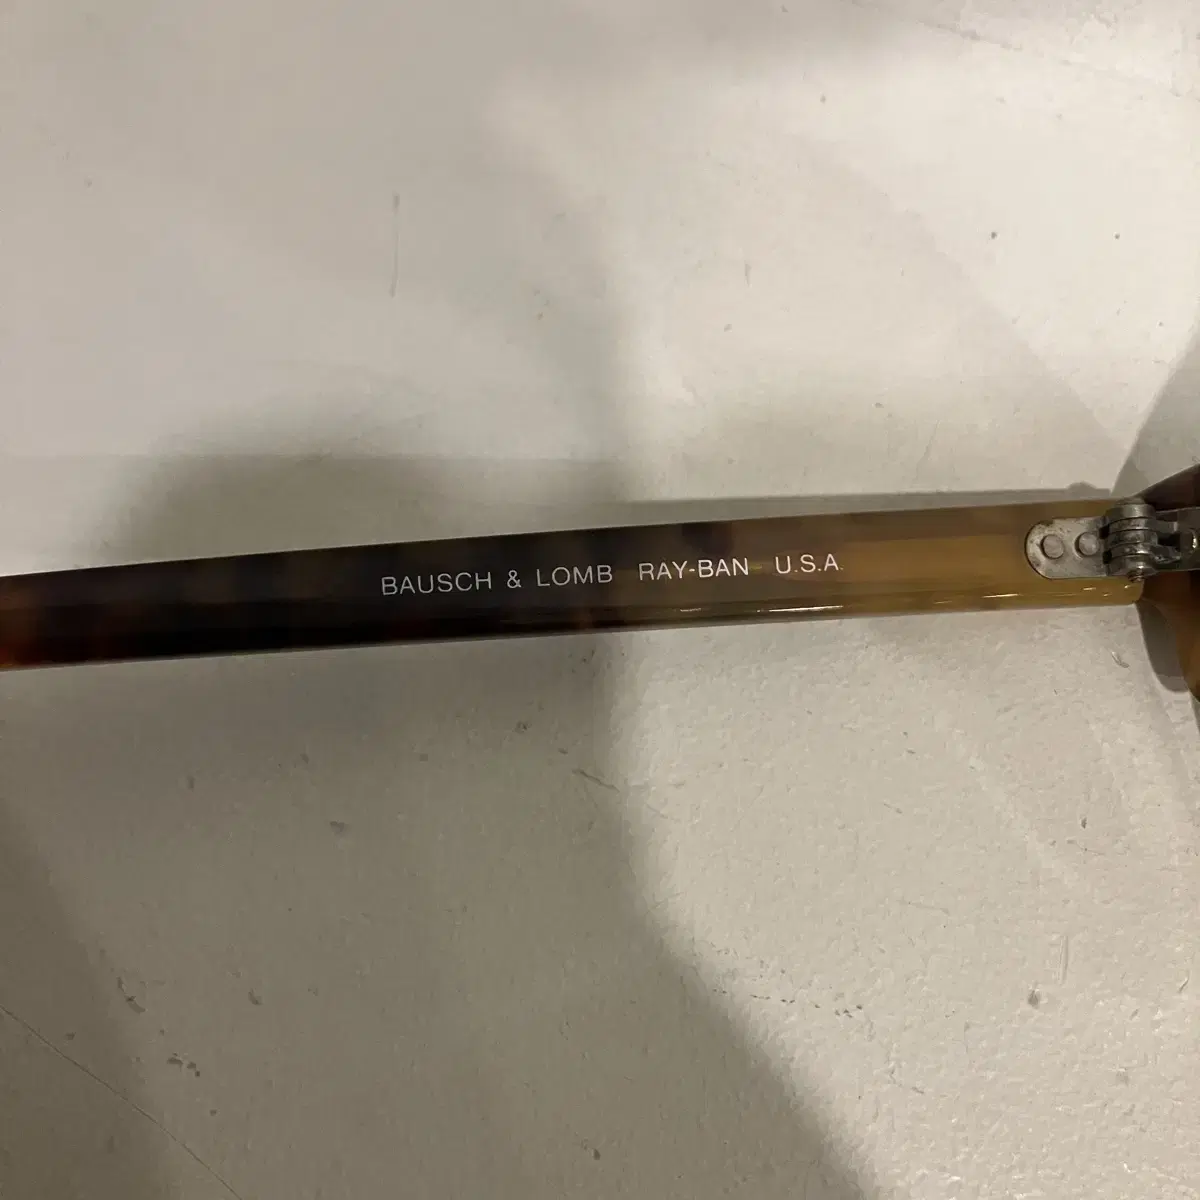 BAUSCH & LOMB RAY-BAN U.S.A.